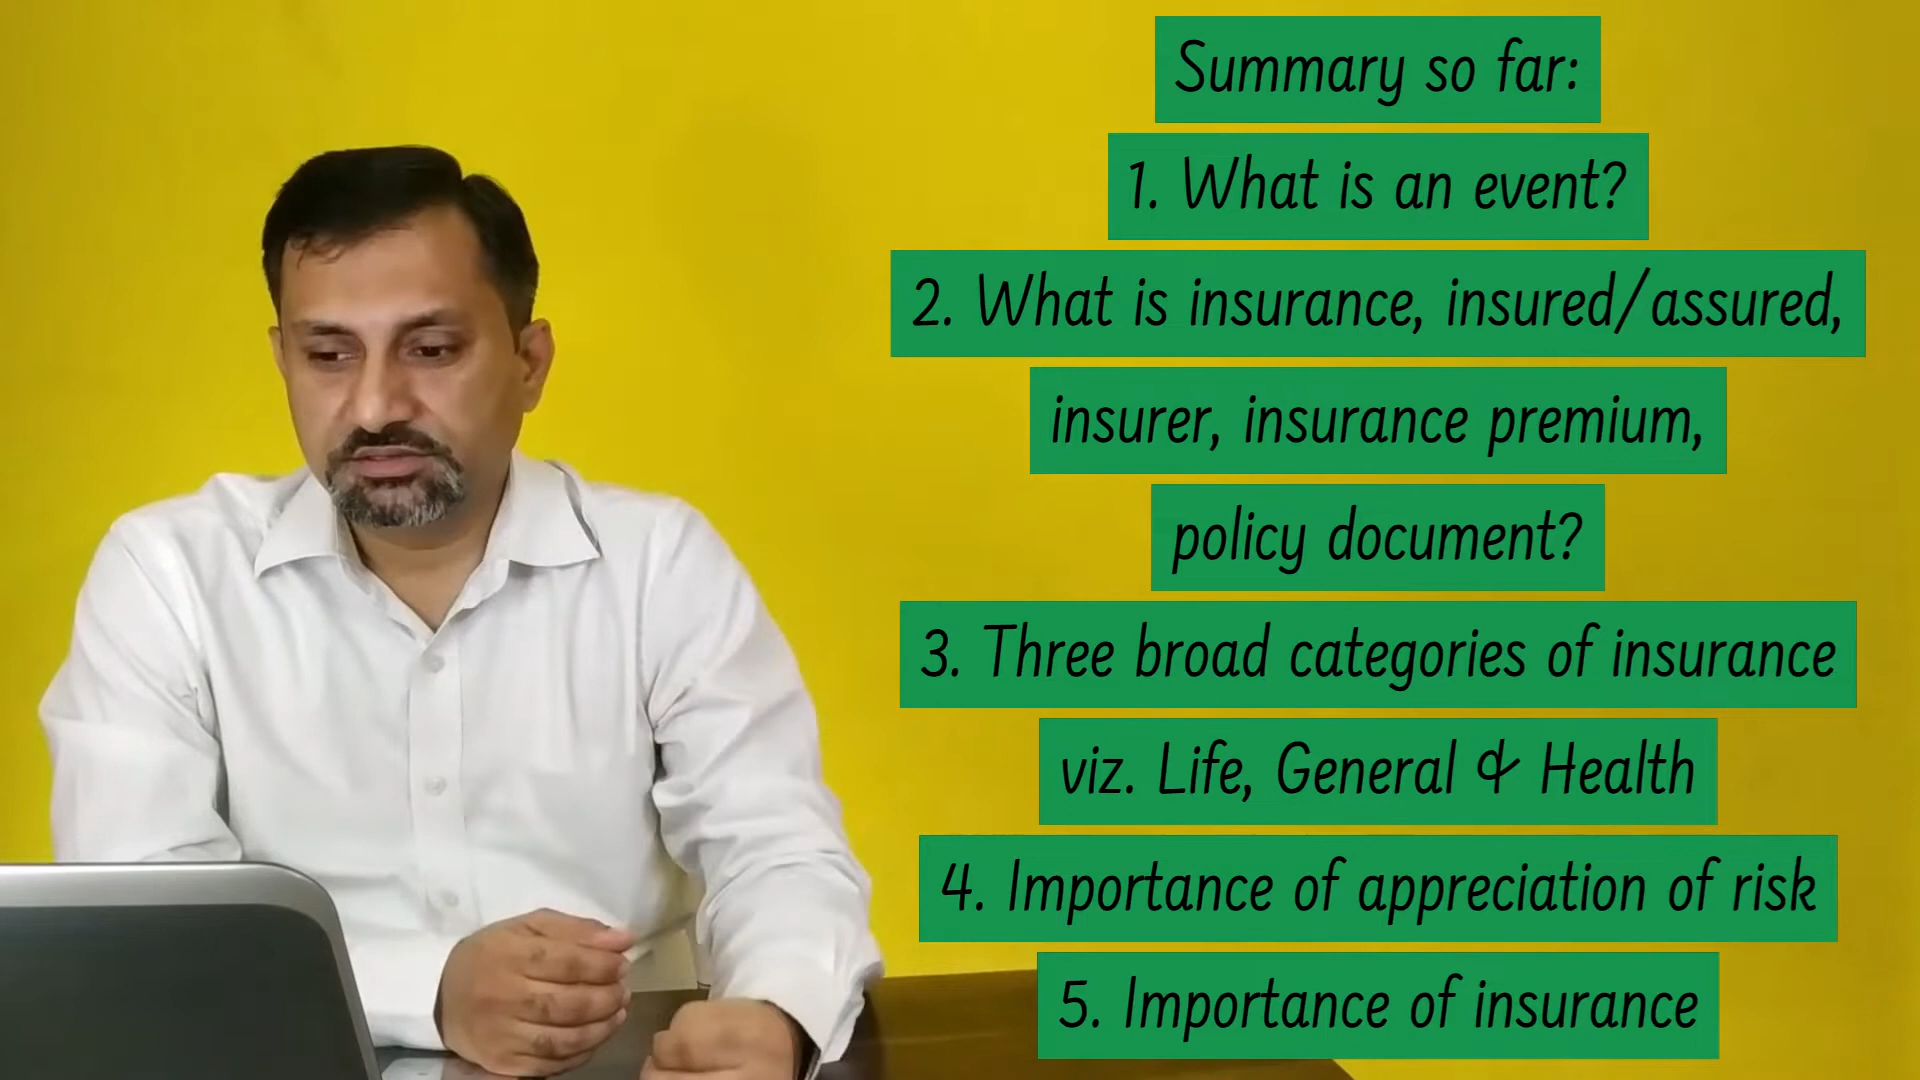 Summary so far:
1. What is an event?
2. What is insurance, insured/assured,
insurer, insurance premium,
policy document?
3. Three broad categories of insurance
viz. Life, General & Health
4. Importance of appreciation of risk
5. Importance of insurance